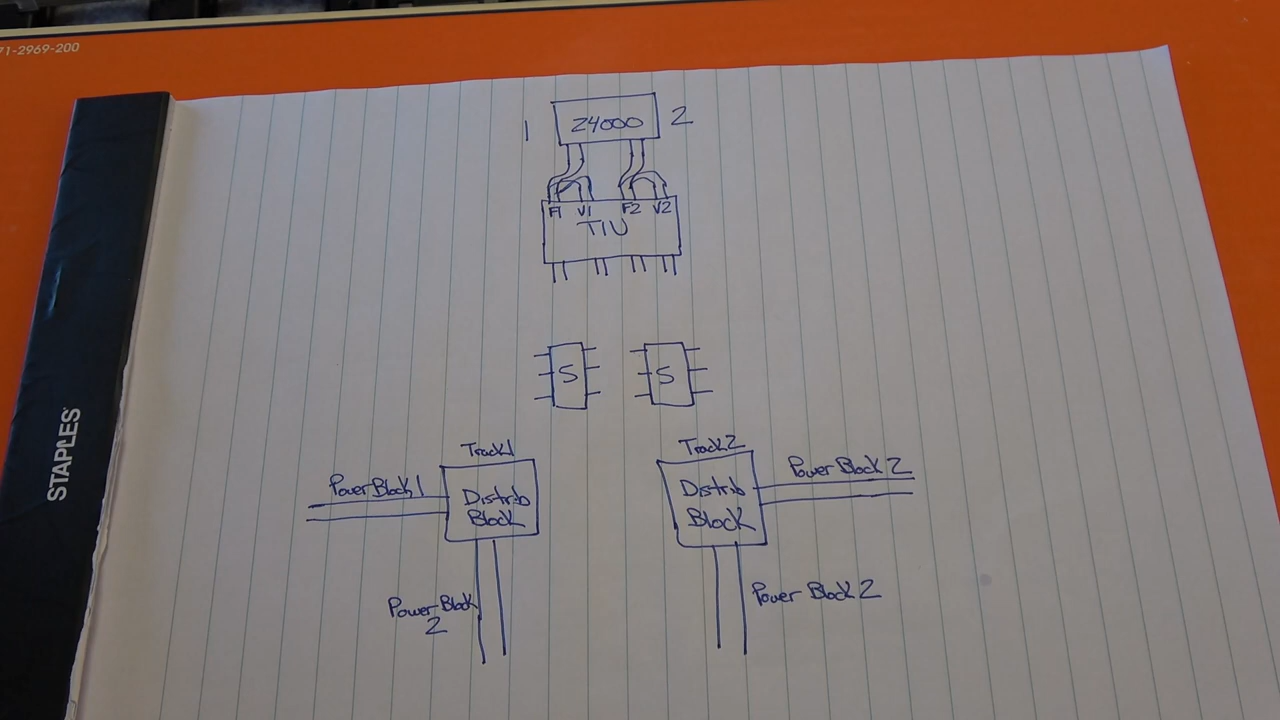 71-2969-200
STAPLES
1
Z4000
2
F1 V1 F2 V2
TIU
S
S
Track1
Track2
Power Block 1
Distrib
Block
Distrib
Block
Power Block 2
Power Block
2
Power Block 2